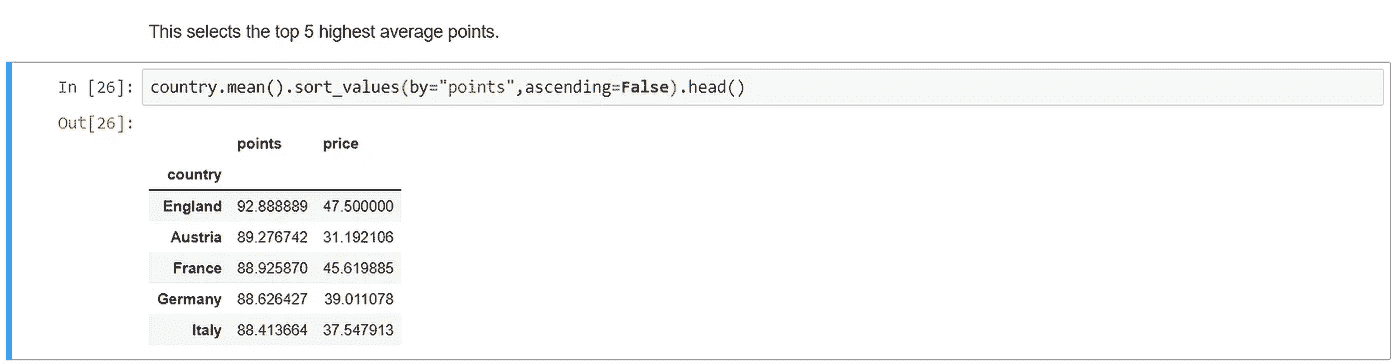 This selects the top 5 highest average points.
In [26]: country.mean().sort_values(by="points",ascending=False).head()
Out[26]:
points price
country
England 92.888889 47.500000
Austria 89.276742 31.192106
France 88.925870 45.619885
Germany 88.626427 39.011078
Italy 88.413664 37.547913